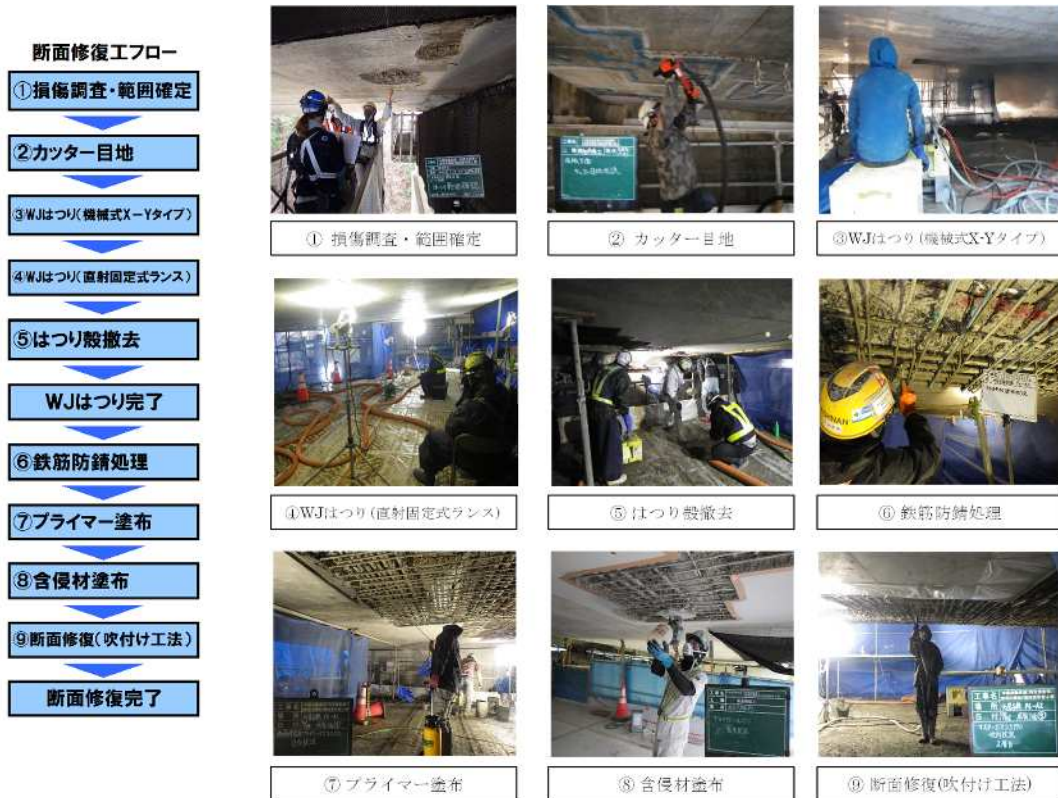 断面修復工フロー
①損傷調査・範囲確定
②カッター目地
③WJはつり(機械式X－Yタイプ)
④WJはつり(直射固定式ランス)
⑤はつり殻撤去
WJはつり完了
⑥鉄筋防錆処理
⑦プライマー塗布
⑧含侵材塗布
⑨断面修復(吹付け工法)
断面修復完了
① 損傷調査・範囲確定
② カッター目地
③WJはつり(機械式X-Yタイプ)
④WJはつり(直射固定式ランス)
⑤ はつり殻撤去
⑥ 鉄筋防錆処理
⑦ プライマー塗布
⑧ 含侵材塗布
⑨ 断面修復(吹付け工法)
工事名